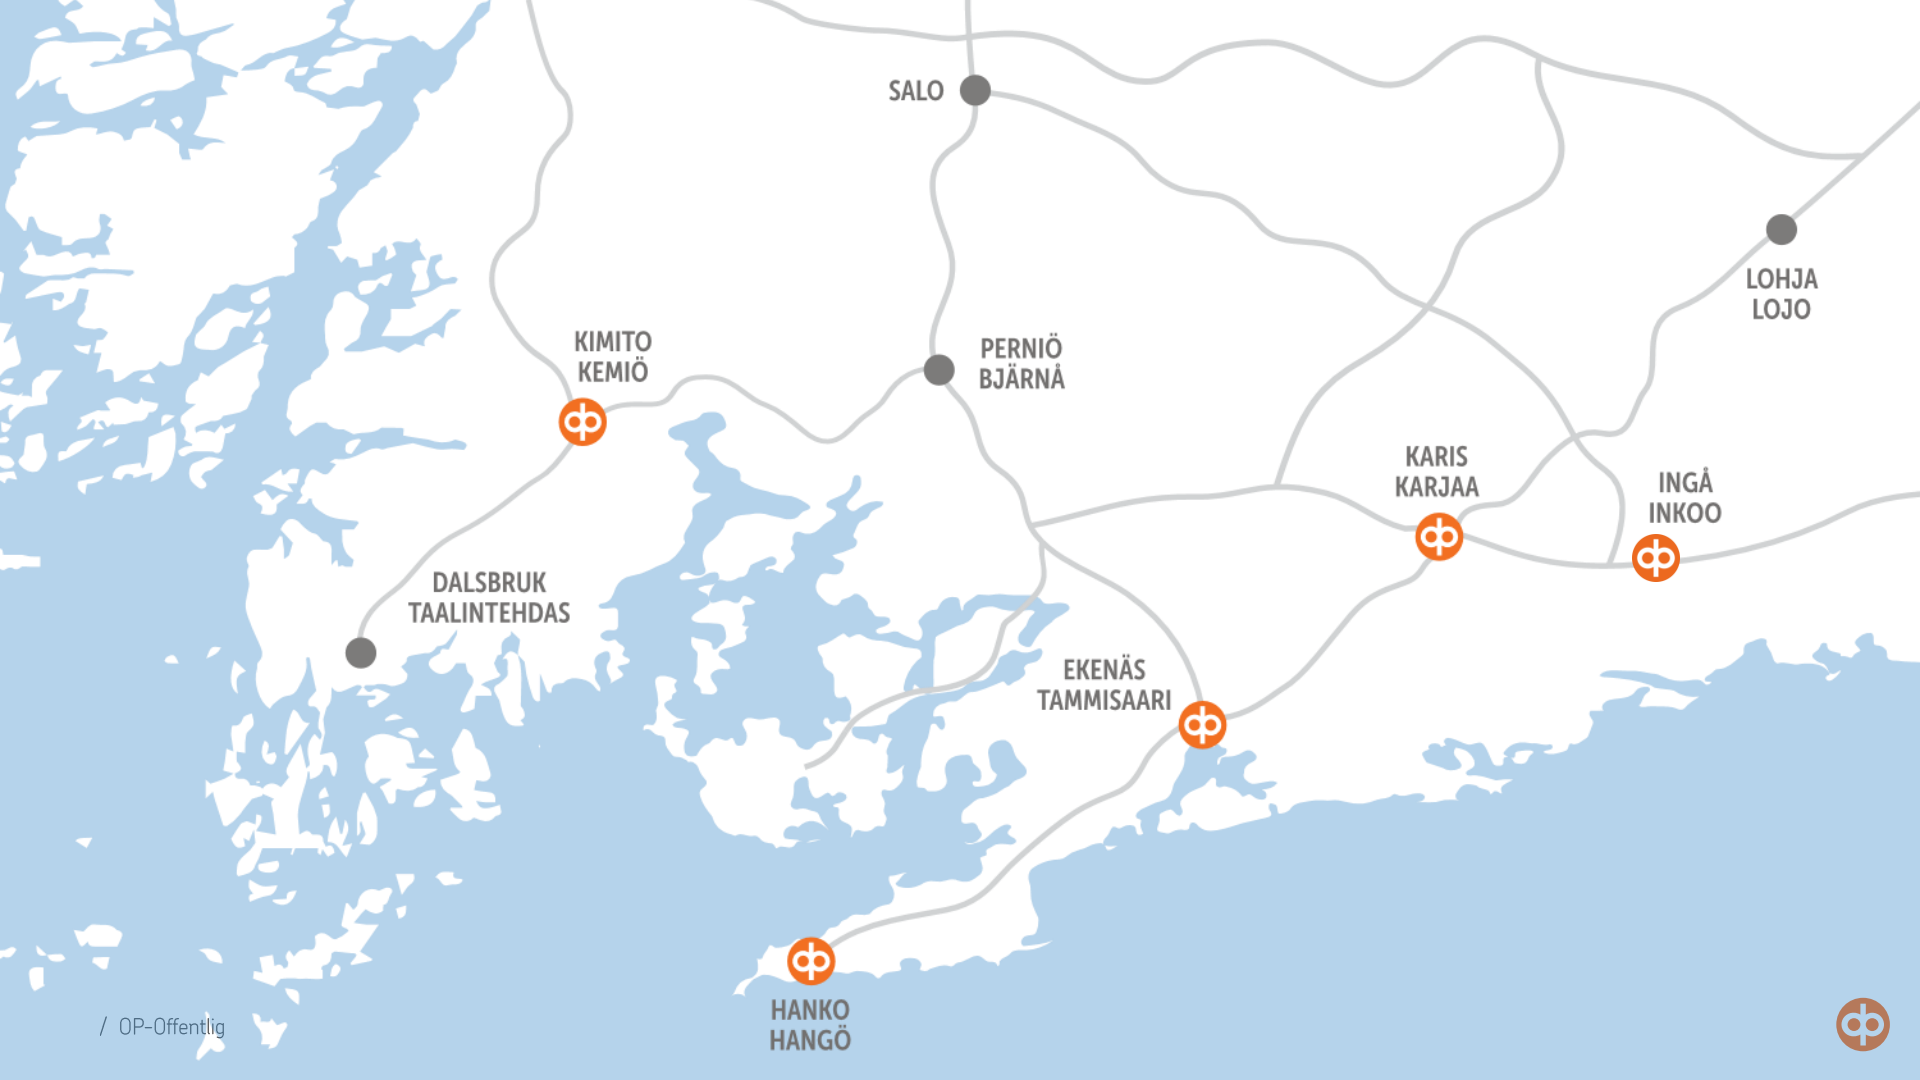 SALO
LOHJA
LOJO
KIMITO
KEMIÖ
PERNIÖ
BJÄRNÅ
KARIS
KARJAA
INGÅ
INKOO
DALSBRUK
TAALINTEHDAS
EKENÄS
TAMMISAARI
HANKO
HANGÖ
/ OP-Offentlig